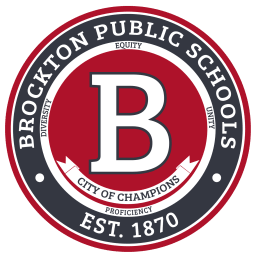 BROCKTON PUBLIC SCHOOLS
EQUITY
DIVERSITY
UNITY
B
CITY OF CHAMPIONS
PROFICIENCY
EST. 1870